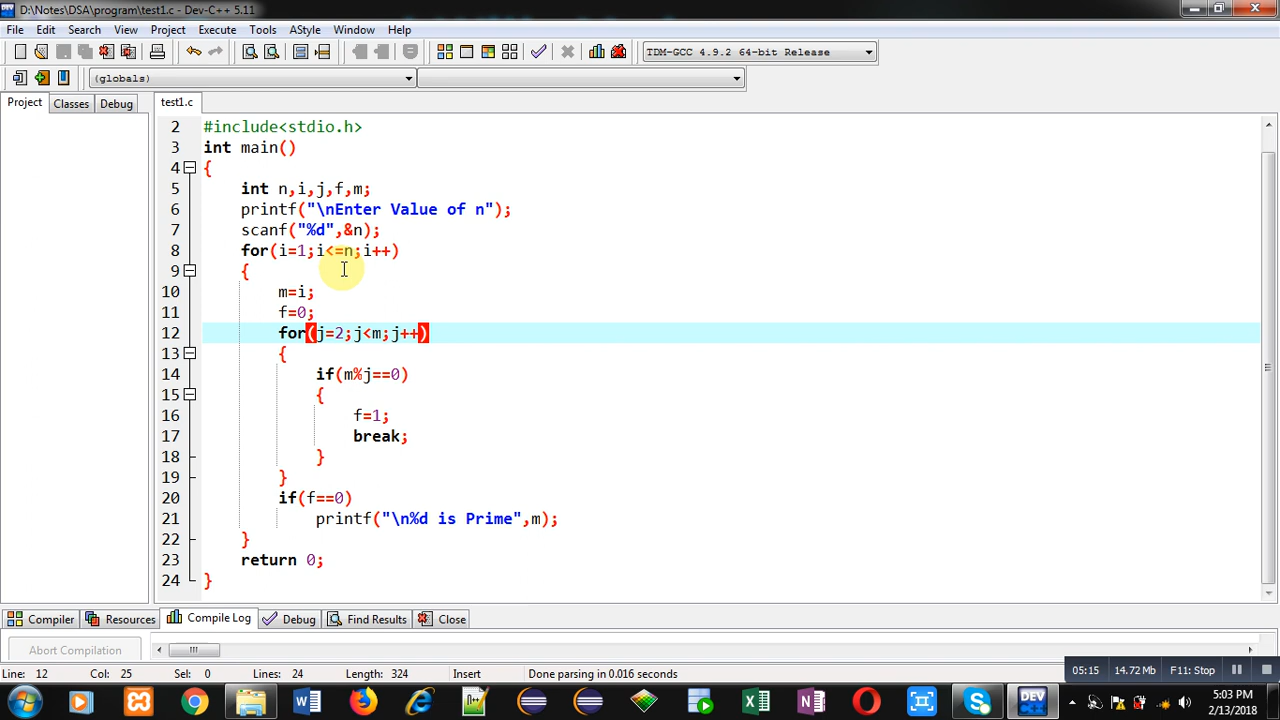 D:\Notes\DSA\program\test1.c - Dev-C++ 5.11
File Edit Search View Project Execute Tools AStyle Window Help
TDM-GCC 4.9.2 64-bit Release
(globals)
Project Classes Debug test1.c
2 #include<stdio.h>
3 int main()
4 {
5 int n,i,j,f,m;
6 printf("\nEnter Value of n");
7 scanf("%d",&n);
8 for(i=1;i<=n;i++)
9 {
10 m=i;
11 f=0;
12 for(j=2;j<m;j++)
13 {
14 if(m%j==0)
15 {
16 f=1;
17 break;
18 }
19 }
20 if(f==0)
21 printf("\n%d is Prime",m);
22 }
23 return 0;
24 }
Compiler Resources Compile Log Debug Find Results Close
Abort Compilation
Line: 12 Col: 25 Sel: 0 Lines: 24 Length: 324 Insert Done parsing in 0.016 seconds
05:15 14.72 Mb F11: Stop
DEV
5:03 PM
2/13/2018